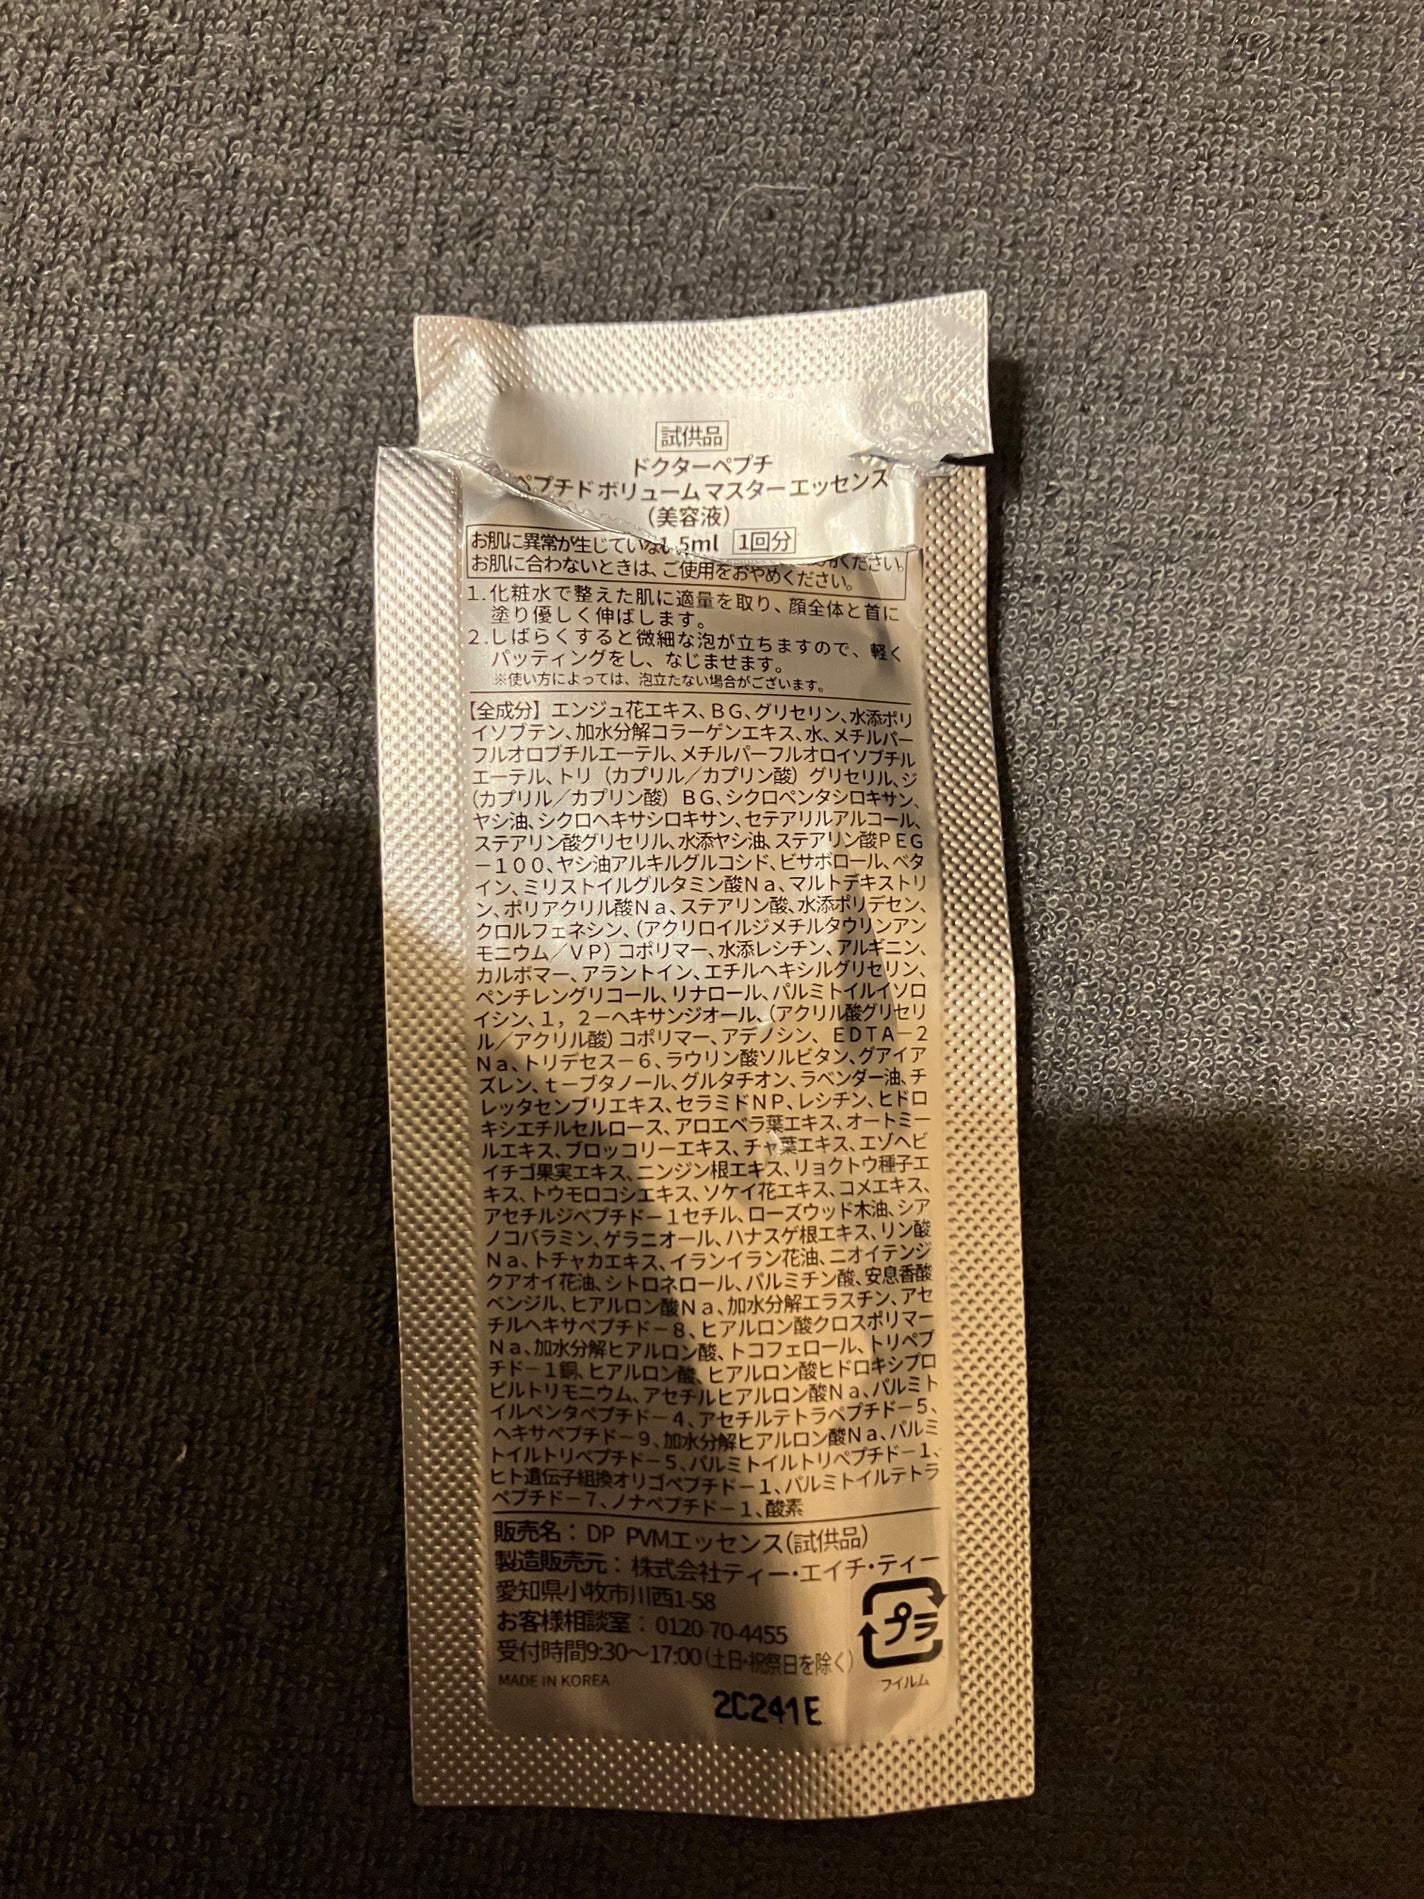 試供品
ドクターペプチ
ペプチドボリュームマスターエッセンス
（美容液）
1.5ml 1回分
お肌に異常が生じていない
ください。
お肌に合わないときは、ご使用をおやめください。
1.化粧水で整えた肌に適量を取り、顔全体と首に
塗り優しく伸ばします。
2.しばらくすると微細な泡が立ちますので、軽く
パッティングをし、なじませます。
※使い方によっては、泡立たない場合がございます。
【全成分】エンジュ花エキス、ＢＧ、グリセリン、水添ポリ
イソブテン、加水分解コラーゲンエキス、水、メチルパー
フルオロブチルエーテル、メチルパーフルオロイソブチル
エーテル、トリ（カプリル／カプリン酸）グリセリル、ジ
（カプリル／カプリン酸）ＢＧ、シクロペンタシロキサン、
ヤシ油、シクロヘキサシロキサン、セテアリルアルコール、
ステアリン酸グリセリル、水添ヤシ油、ステアリン酸ＰＥＧ
－１００、ヤシ油アルキルグルコシド、ビサボロール、ベタ
イン、ミリストイルグルタミン酸Ｎａ、マルトデキストリ
ン、ポリアクリル酸Ｎａ、ステアリン酸、水添ポリデセン、
クロルフェネシン、（アクリロイルジメチルタウリンアン
モニウム／ＶＰ）コポリマー、水添レシチン、アルギニン、
カルボマー、アラントイン、エチルヘキシルグリセリン、
ペンチレングリコール、リナロール、パルミトイルイソロ
イシン、１，２－ヘキサンジオール、（アクリル酸グリセリ
ル／アクリル酸）コポリマー、アデノシン、ＥＤＴＡ－２
Ｎａ、トリデセス－６、ラウリン酸ソルビタン、グアイア
ズレン、ｔ－ブタノール、グルタチオン、ラベンダー油、チ
レッタセンブリエキス、セラミドＮＰ、レシチン、ヒドロ
キシエチルセルロース、アロエベラ葉エキス、オートミー
ルエキス、ブロッコリーエキス、チャ葉エキス、エゾヘビ
イチゴ果実エキス、ニンジン根エキス、リョクトウ種子エ
キス、トウモロコシエキス、ソケイ花エキス、コメエキス、
アセチルジペプチド－１セチル、ローズウッド木油、シア
ノコバラミン、ゲラニオール、ハナスゲ根エキス、リン酸
Ｎａ、トチャカエキス、イランイラン花油、ニオイテンジ
クアオイ花油、シトロネロール、パルミチン酸、安息香酸
ベンジル、ヒアルロン酸Ｎａ、加水分解エラスチン、アセ
チルヘキサペプチド－８、ヒアルロン酸クロスポリマー
Ｎａ、加水分解ヒアルロン酸、トコフェロール、トリペプ
チド－１銅、ヒアルロン酸、ヒアルロン酸ヒドロキシプロ
ピルトリモニウム、アセチルヒアルロン酸Ｎａ、パルミト
イルペンタペプチド－４、アセチルテトラペプチド－５、
ヘキサペプチド－９、加水分解ヒアルロン酸Ｎａ、パルミ
トイルトリペプチド－５、パルミトイルトリペプチド－１、
ヒト遺伝子組換オリゴペプチド－１、パルミトイルテトラ
ペプチド－７、ノナペプチド－１、酸素
販売名：DP PVMエッセンス（試供品）
製造販売元：株式会社ティー・エイチ・ティー
愛知県小牧市川西1-58
お客様相談室：0120-70-4455
受付時間9:30〜17:00（土日・祝祭日を除く）
MADE IN KOREA
プラ
フイルム
2C241E